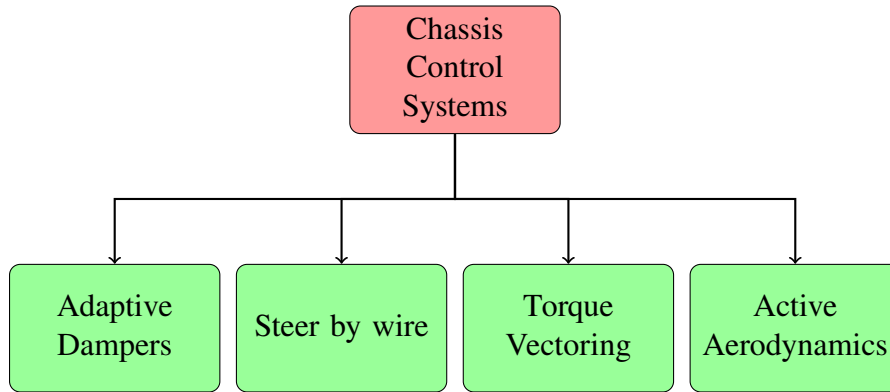 Chassis
Control
Systems
Adaptive
Dampers
Steer by wire
Torque
Vectoring
Active
Aerodynamics